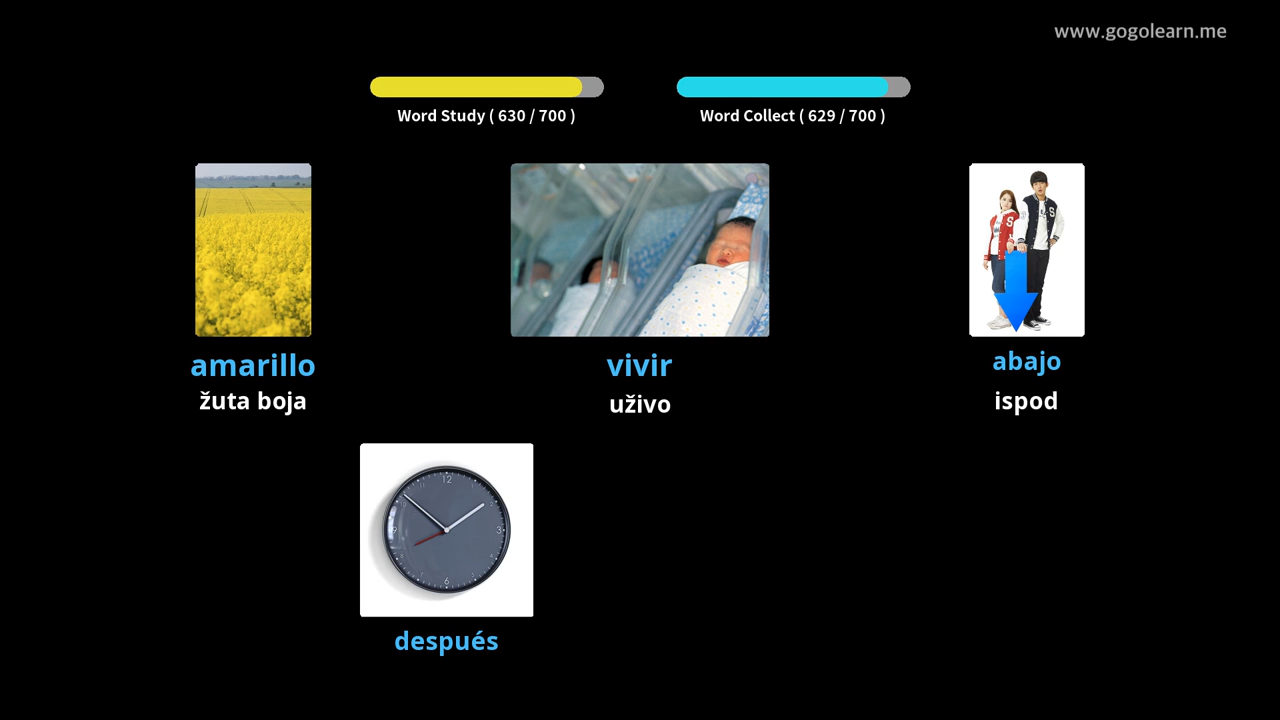 www.gogolearn.me
Word Study ( 630 / 700 )
Word Collect ( 629 / 700 )
amarillo
žuta boja
vivir
uživo
abajo
ispod
después